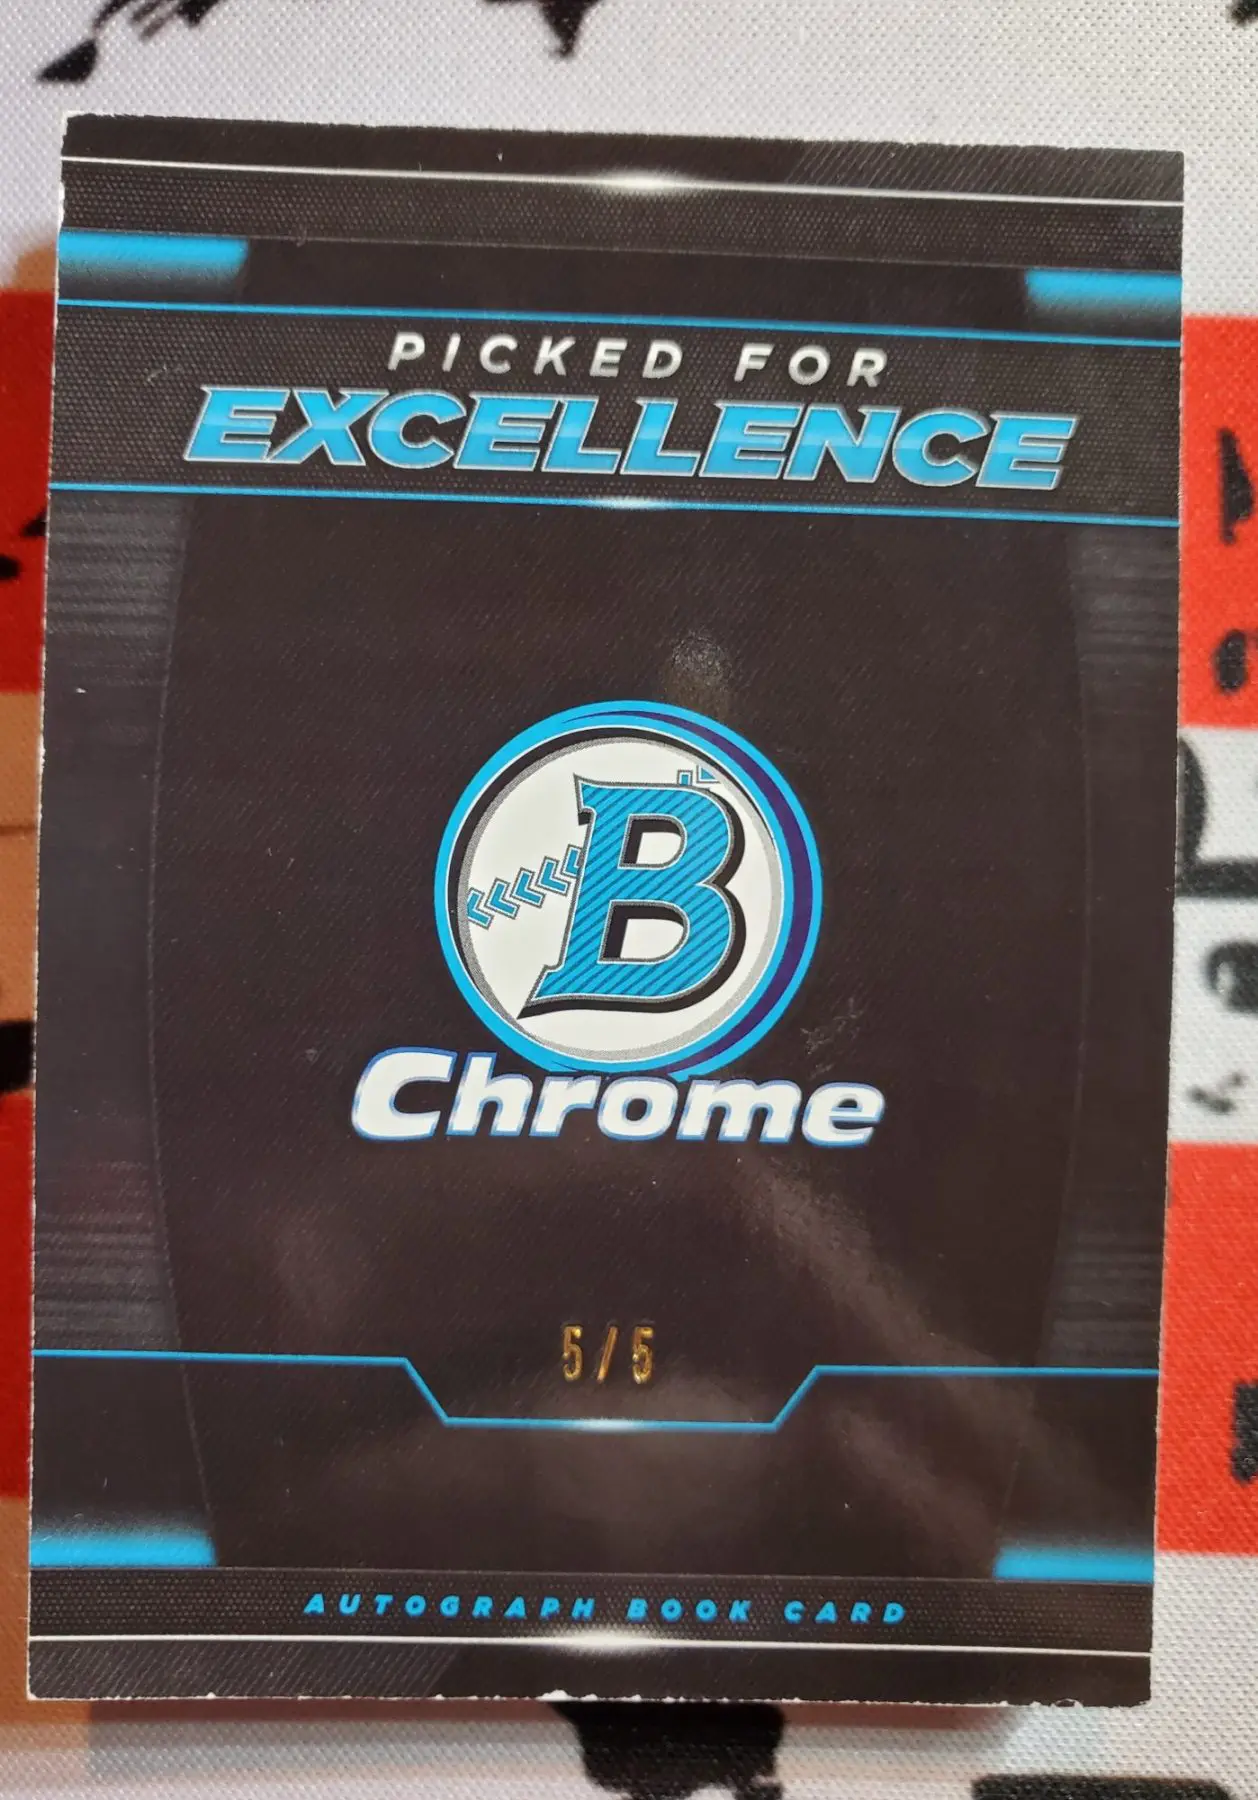 PICKED FOR
EXCELLENCE
B
Chrome
5/5
AUTOGRAPH BOOK CARD